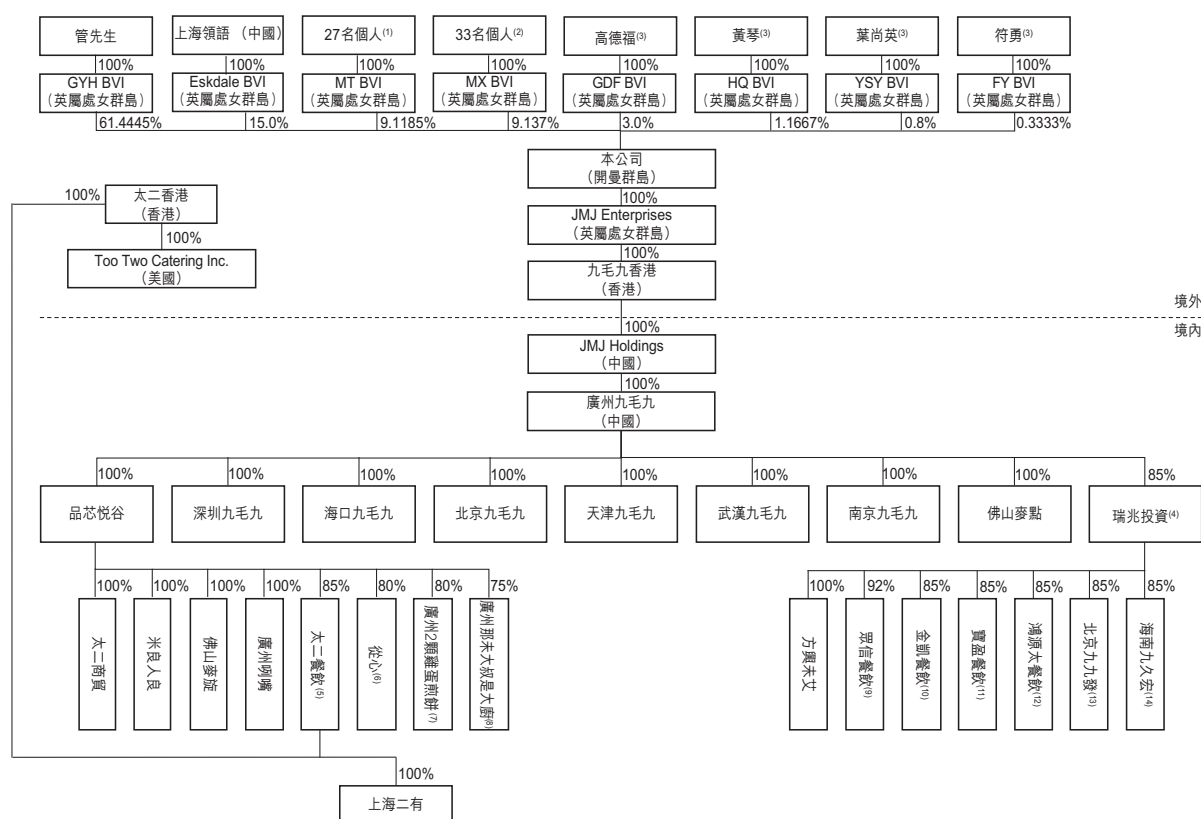 管先生
上海領語 （中國）
27名個人(1)
33名個人(2)
高德福(3)
黃琴(3)
葉尚英(3)
符勇(3)
100%
100%
100%
100%
100%
100%
100%
100%
GYH BVI
（英屬處女群島）
Eskdale BVI
（英屬處女群島）
MT BVI
（英屬處女群島）
MX BVI
（英屬處女群島）
GDF BVI
（英屬處女群島）
HQ BVI
（英屬處女群島）
YSY BVI
（英屬處女群島）
FY BVI
（英屬處女群島）
61.4445%
15.0%
9.1185%
9.137%
3.0%
1.1667%
0.8%
0.3333%
本公司
（開曼群島）
100%
JMJ Enterprises
（英屬處女群島）
100%
九毛九香港
（香港）
100%
太二香港
（香港）
100%
Too Two Catering Inc.
（美國）
境外
境內
100%
JMJ Holdings
（中國）
100%
廣州九毛九
（中國）
100%
100%
100%
100%
100%
100%
100%
100%
85%
品芯悦谷
深圳九毛九
海口九毛九
北京九毛九
天津九毛九
武漢九毛九
南京九毛九
佛山麥點
瑞兆投資(4)
100%
100%
100%
100%
85%
80%
80%
75%
太二商貿
米良人良
佛山麥旋
廣州咧嘴
太二餐飲(5)
從心(6)
廣州2顆雞蛋煎餅(7)
廣州那未大叔是大廚(8)
100%
92%
85%
85%
85%
85%
85%
方興未艾
眾信餐飲(9)
金凱餐飲(10)
寶盈餐飲(11)
鴻源太餐飲(12)
北京九九發(13)
海南九久宏(14)
100%
上海二有